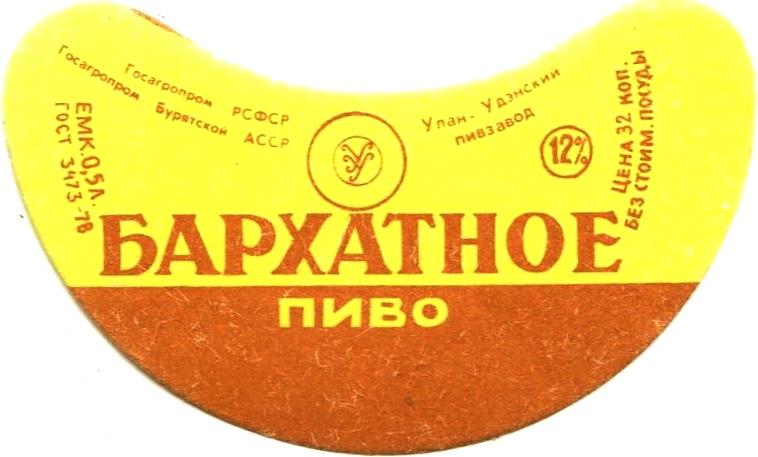 Госагропром РСФСР
Госагропром Бурятской АССР
Улан-Удэнский
пивзавод
ЕМК. 0,5 Л.
ГОСТ 3473-78
12%
ЦЕНА 32 КОП.
БЕЗ СТОИМ. ПОСУДЫ
БАРХАТНОЕ
ПИВО